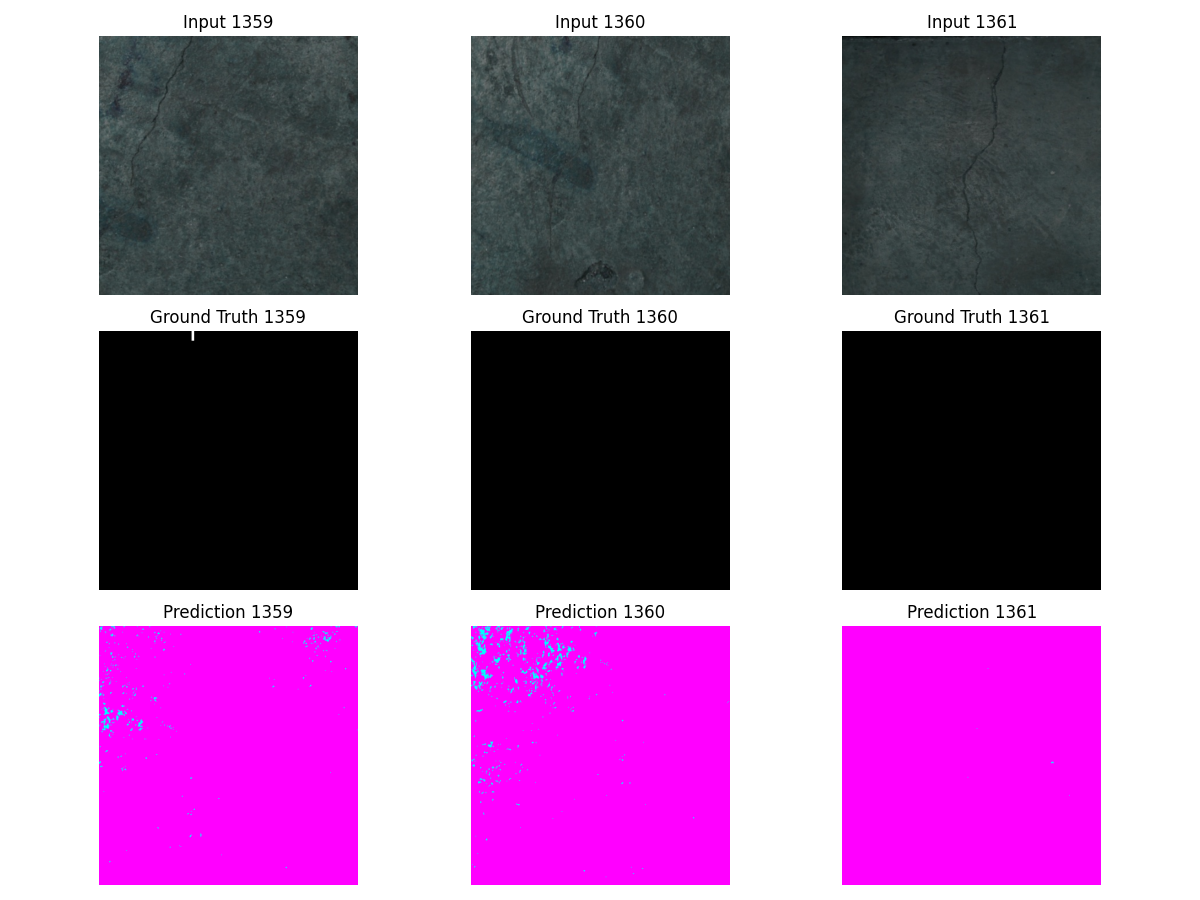 Input 1359
Input 1360
Input 1361
Ground Truth 1359
Ground Truth 1360
Ground Truth 1361
Prediction 1359
Prediction 1360
Prediction 1361